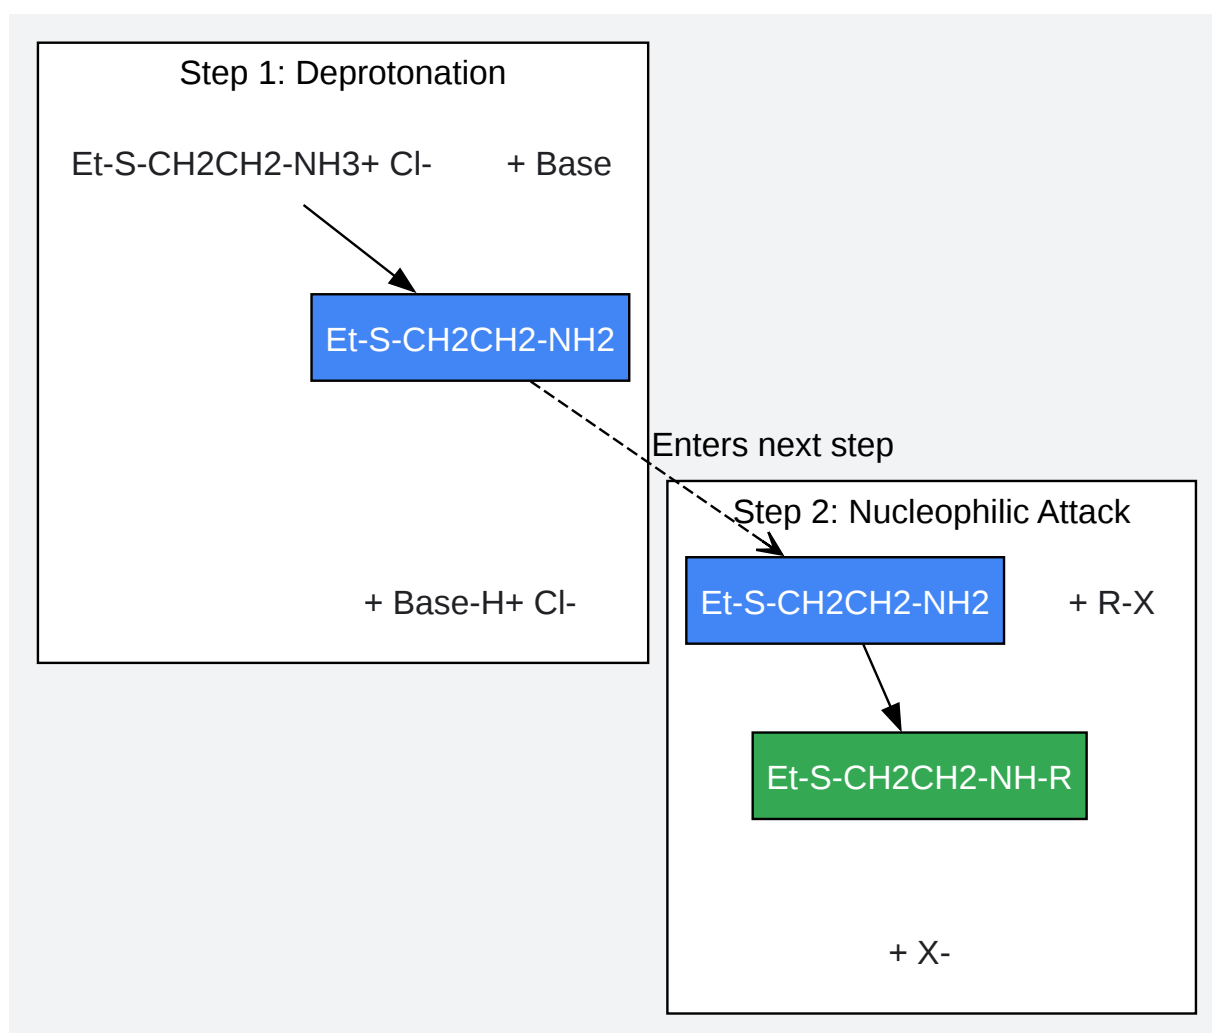 Step 1: Deprotonation
Et-S-CH2CH2-NH3+ Cl- + Base
Et-S-CH2CH2-NH2
+ Base-H+ Cl-
Enters next step
Step 2: Nucleophilic Attack
Et-S-CH2CH2-NH2 + R-X
Et-S-CH2CH2-NH-R
+ X-